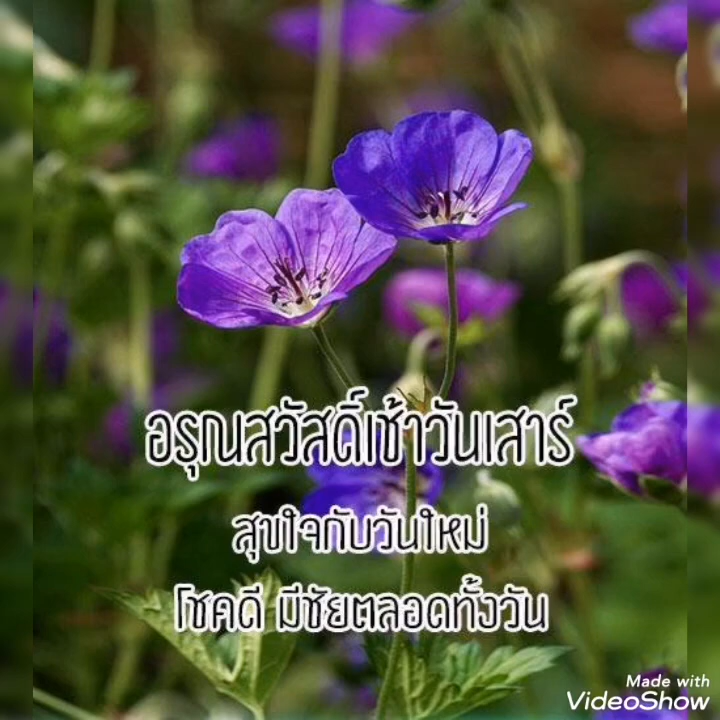 อรุณสวัสดิ์เช้าวันเสาร์
สุขใจกับวันใหม่
โชคดี มีชัยตลอดทั้งวัน
Made with
VideoShow